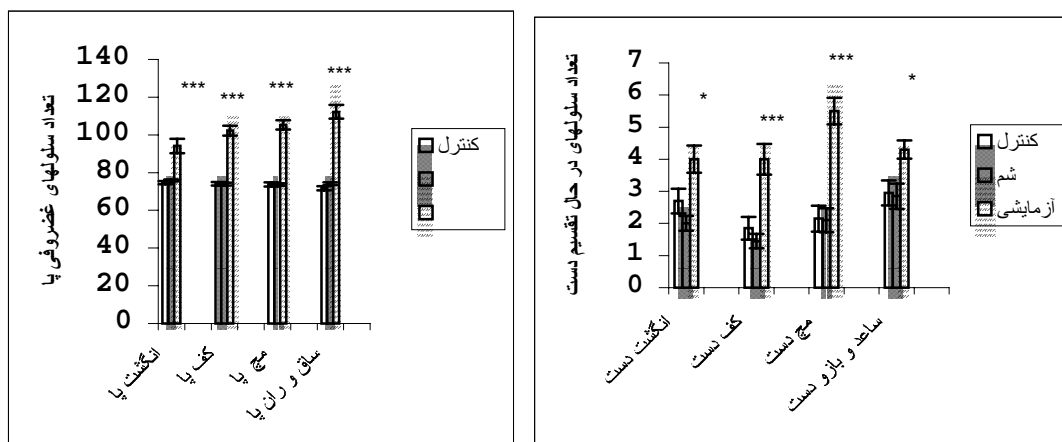 تعداد سلولهای غضروفی پا
140
120
100
80
60
40
20
0
***
***
***
***
انگشت پا
کف پا
مچ پا
ساق و ران پا
کنترل
تعداد سلولهای در حال تقسیم دست
7
6
5
4
3
2
1
0
*
***
***
*
انگشت دست
کف دست
مچ دست
ساعد و بازو دست
کنترل
شم
آزمایشی